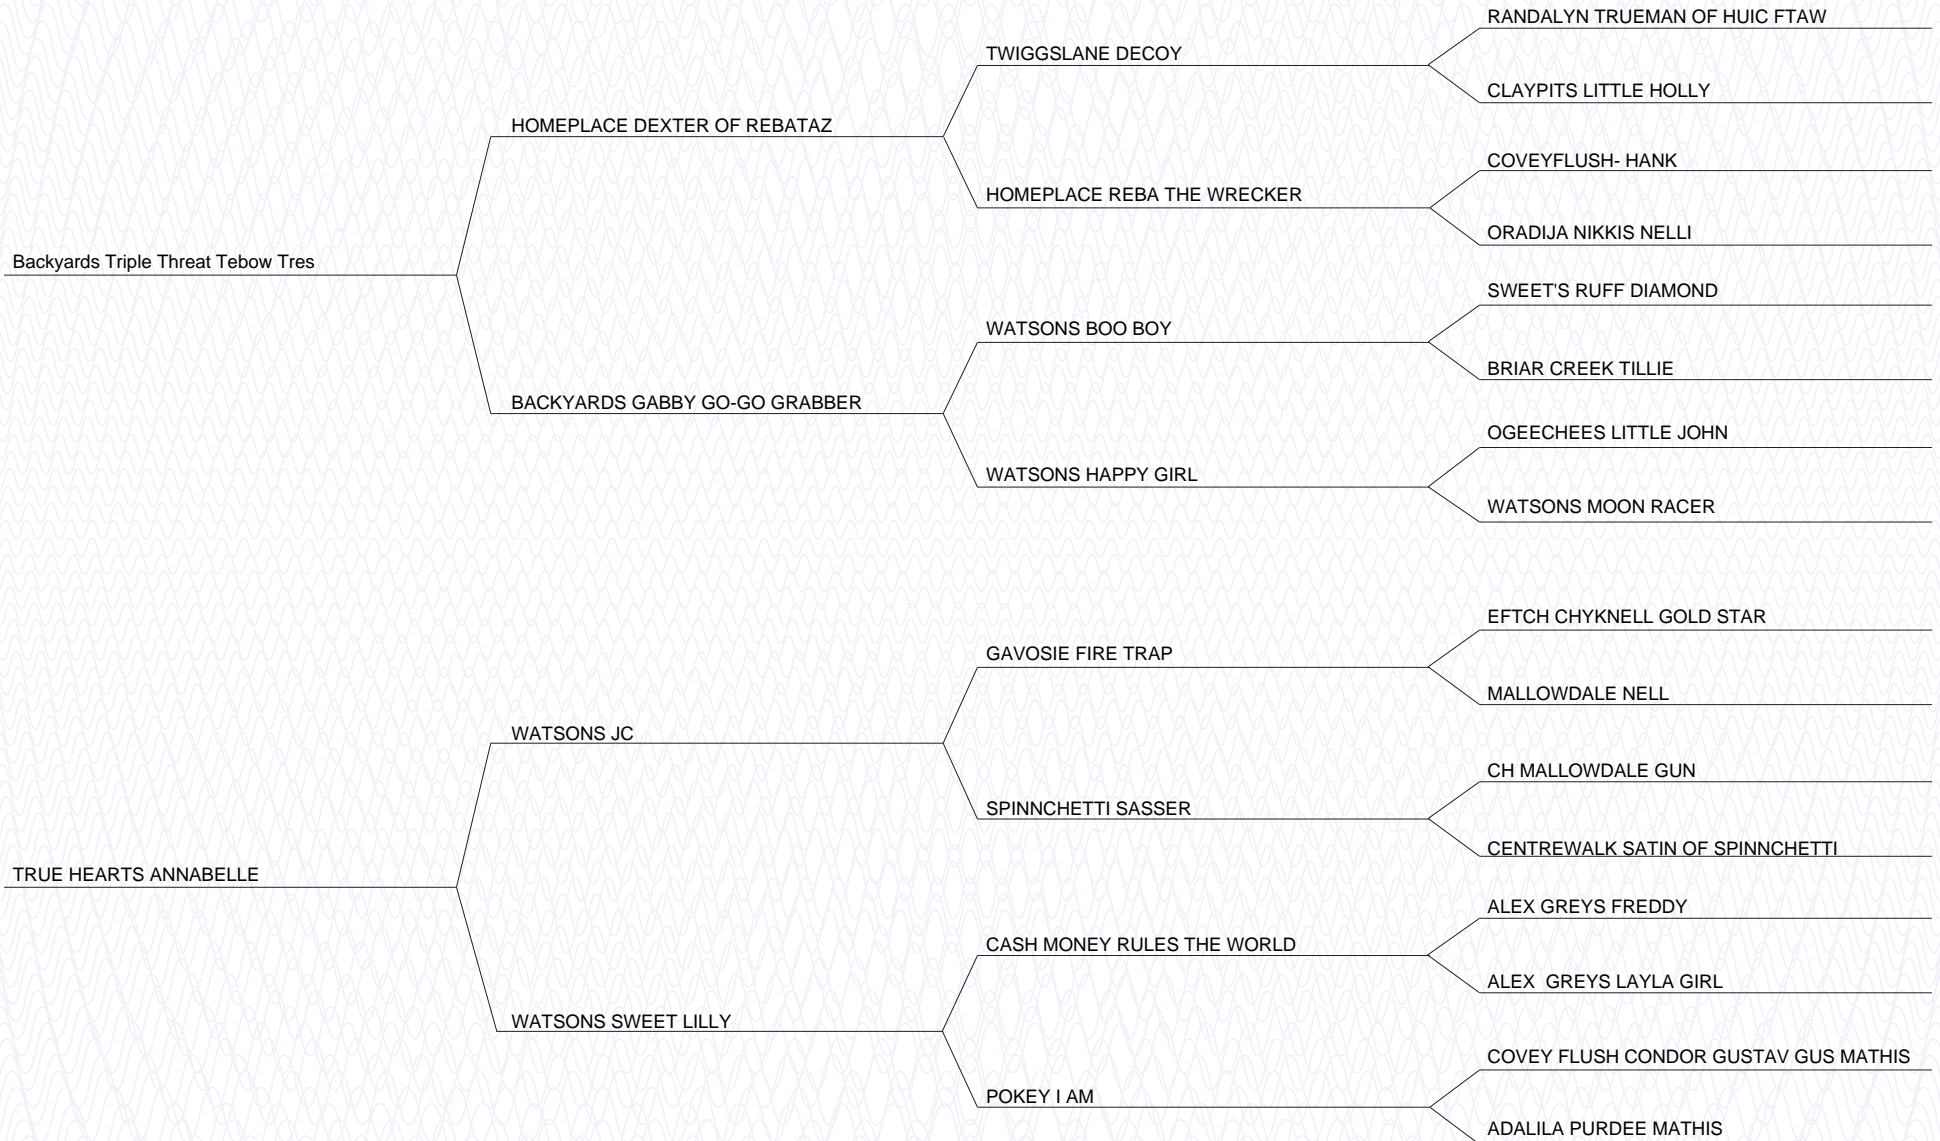 RANDALYN TRUEMAN OF HUIC FTAW
TWIGGSLANE DECOY
CLAYPITS LITTLE HOLLY
HOMEPLACE DEXTER OF REBATAZ
COVEYFLUSH- HANK
HOMEPLACE REBA THE WRECKER
ORADIJA NIKKIS NELLI
Backyards Triple Threat Tebow Tres
SWEET'S RUFF DIAMOND
WATSONS BOO BOY
BRIAR CREEK TILLIE
BACKYARDS GABBY GO-GO GRABBER
OGEECHEES LITTLE JOHN
WATSONS HAPPY GIRL
WATSONS MOON RACER
EFTCH CHYKNELL GOLD STAR
GAVOSIE FIRE TRAP
MALLOWDALE NELL
WATSONS JC
CH MALLOWDALE GUN
SPINNCHETTI SASSER
CENTREWALK SATIN OF SPINNCHETTI
TRUE HEARTS ANNABELLE
ALEX GREYS FREDDY
CASH MONEY RULES THE WORLD
ALEX  GREYS LAYLA GIRL
WATSONS SWEET LILLY
COVEY FLUSH CONDOR GUSTAV GUS MATHIS
POKEY I AM
ADALILA PURDEE MATHIS